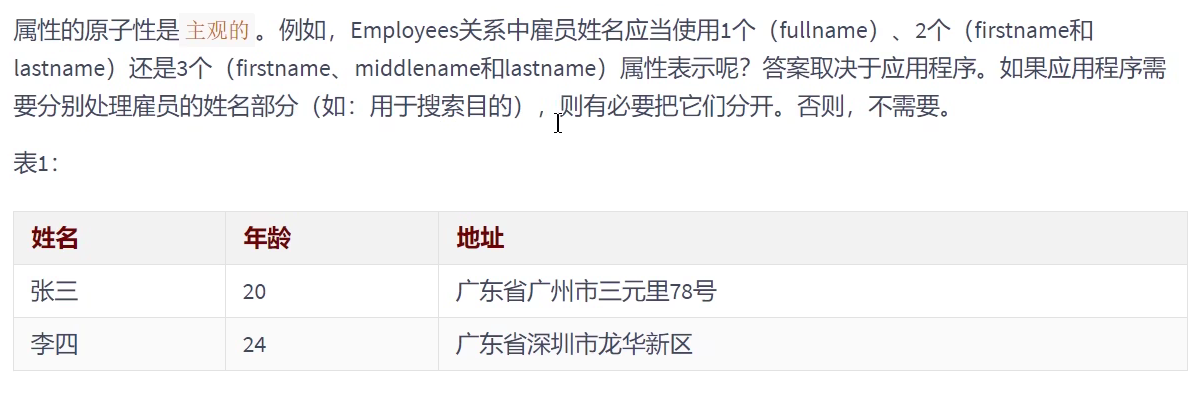 属性的原子性是 主观的 。例如，Employees关系中雇员姓名应当使用1个（fullname）、2个（firstname和
lastname）还是3个（firstname、middlename和lastname）属性表示呢？答案取决于应用程序。如果应用程序需
要分别处理雇员的姓名部分（如：用于搜索目的），则有必要把它们分开。否则，不需要。
表1：
姓名 年龄 地址
张三 20 广东省广州市三元里78号
李四 24 广东省深圳市龙华新区